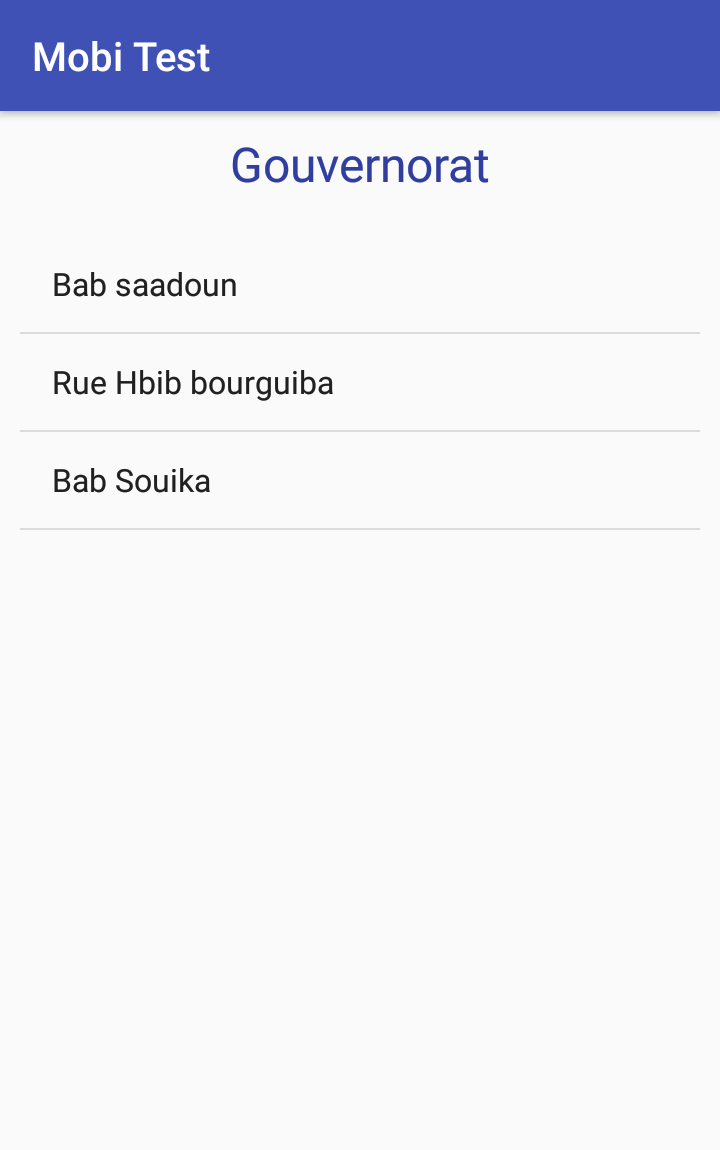 Mobi Test
Gouvernorat
Bab saadoun
Rue Hbib bourguiba
Bab Souika